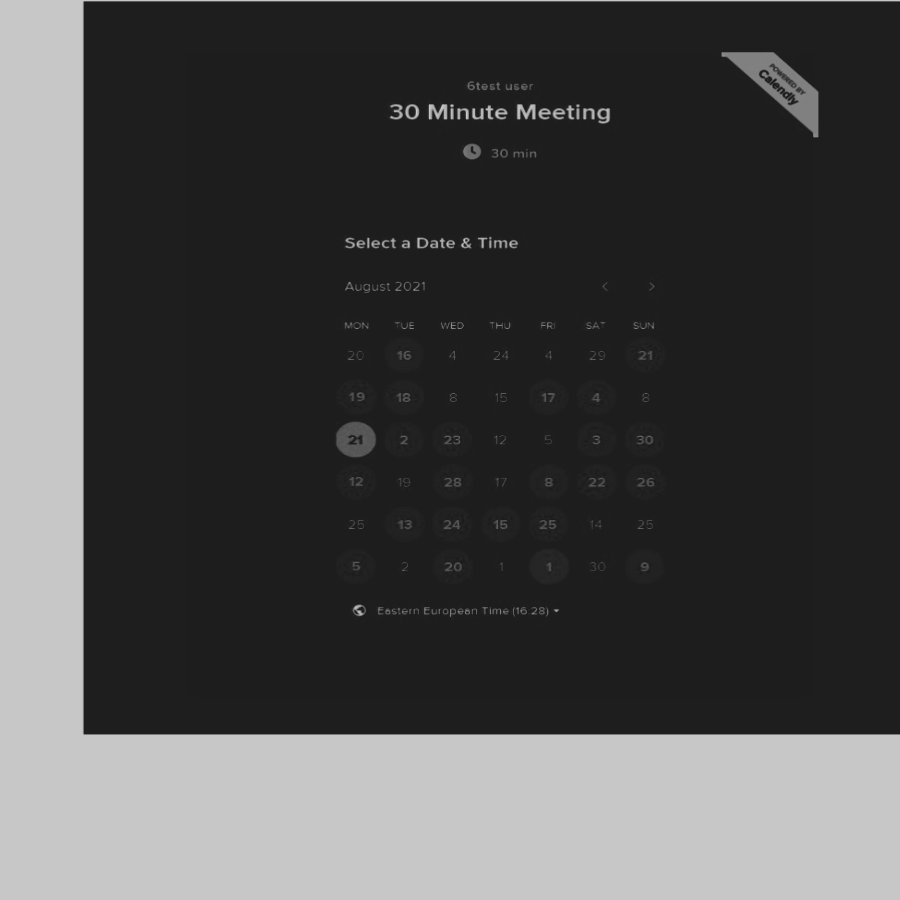 6test user
30 Minute Meeting
30 min
POWERED BY
Calendly
Select a Date & Time
August 2021
MON TUE WED THU FRI SAT SUN
20 16 4 24 4 29 21
19 18 8 15 17 4 8
21 2 23 12 5 3 30
12 19 28 17 8 22 26
25 13 24 15 25 14 25
5 2 20 1 1 30 9
Eastern European Time (16:28)